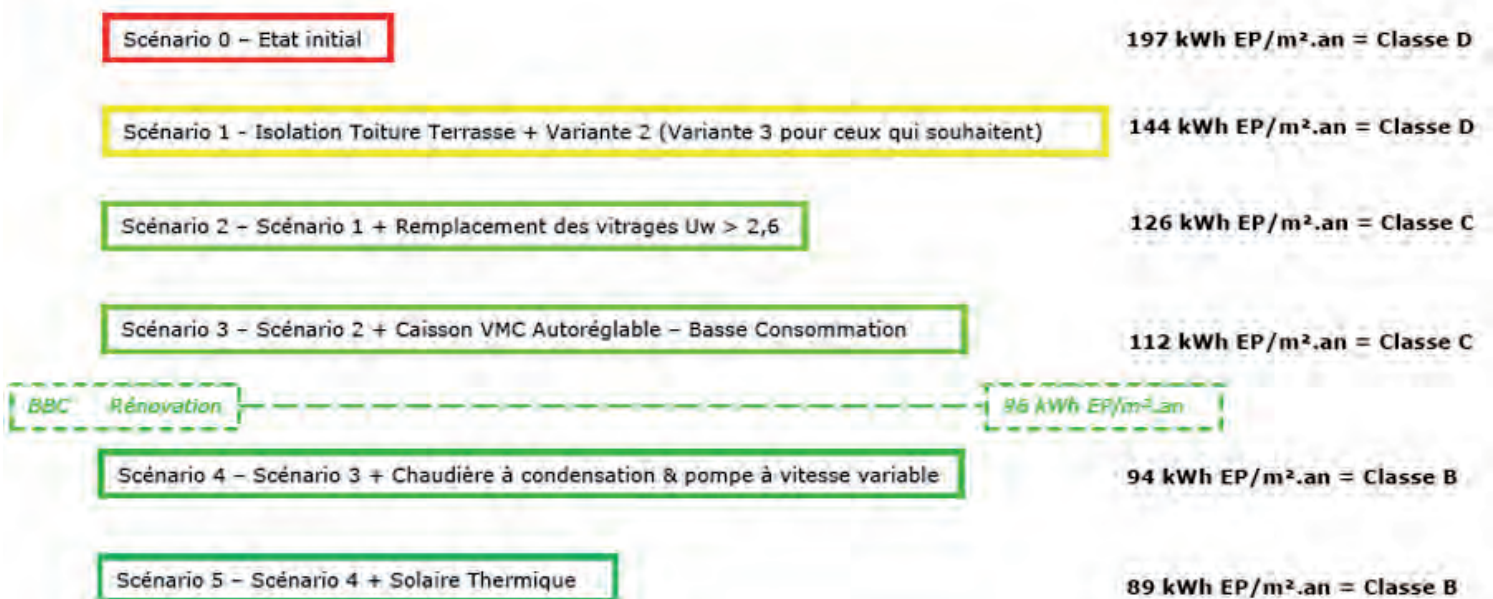 Scénario 0 – Etat initial 197 kWh EP/m².an = Classe D
Scénario 1 - Isolation Toiture Terrasse + Variante 2 (Variante 3 pour ceux qui souhaitent) 144 kWh EP/m².an = Classe D
Scénario 2 – Scénario 1 + Remplacement des vitrages Uw > 2,6 126 kWh EP/m².an = Classe C
Scénario 3 – Scénario 2 + Caisson VMC Autoréglable – Basse Consommation 112 kWh EP/m².an = Classe C
BBC Rénovation 96 kWh EP/m².an
Scénario 4 – Scénario 3 + Chaudière à condensation & pompe à vitesse variable 94 kWh EP/m².an = Classe B
Scénario 5 – Scénario 4 + Solaire Thermique 89 kWh EP/m².an = Classe B